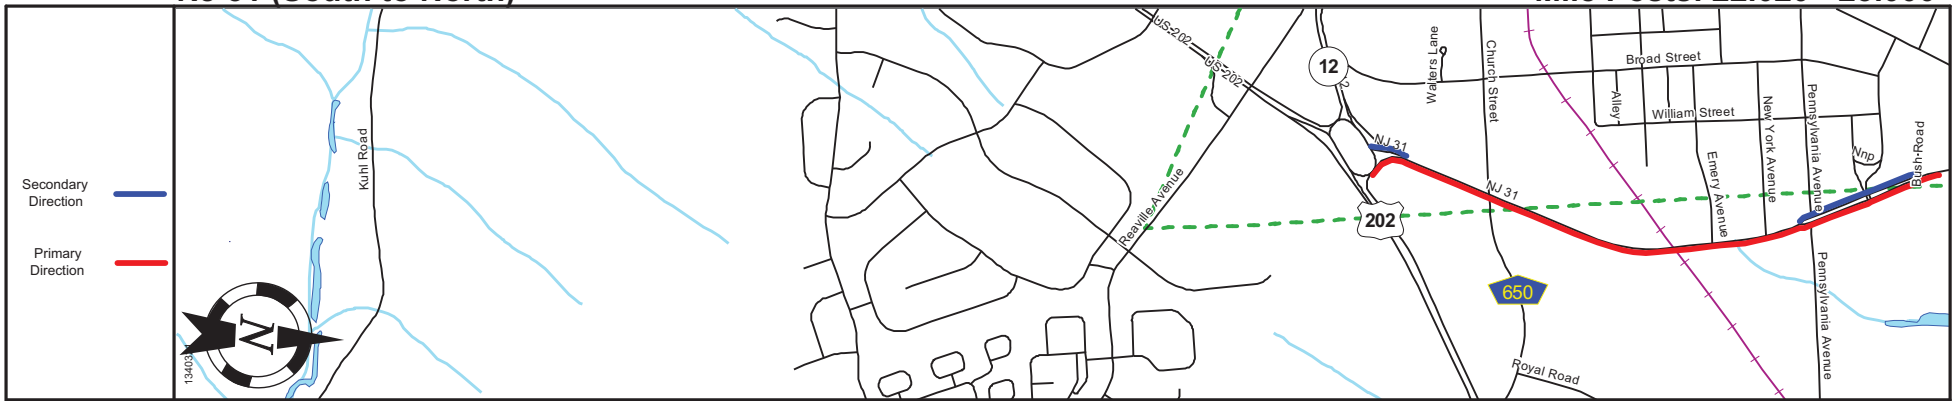 Secondary
Direction
Primary
Direction
Kuhl Road
N
US-202
US-202
Reaville Avenue
12
202
NJ 31
NJ 31
Walters Lane
Church Street
650
Royal Road
Broad Street
Alley
William Street
Emery Avenue
New York Avenue
Pennsylvania Avenue
Pennsylvania Avenue
Nnp
Bush Road